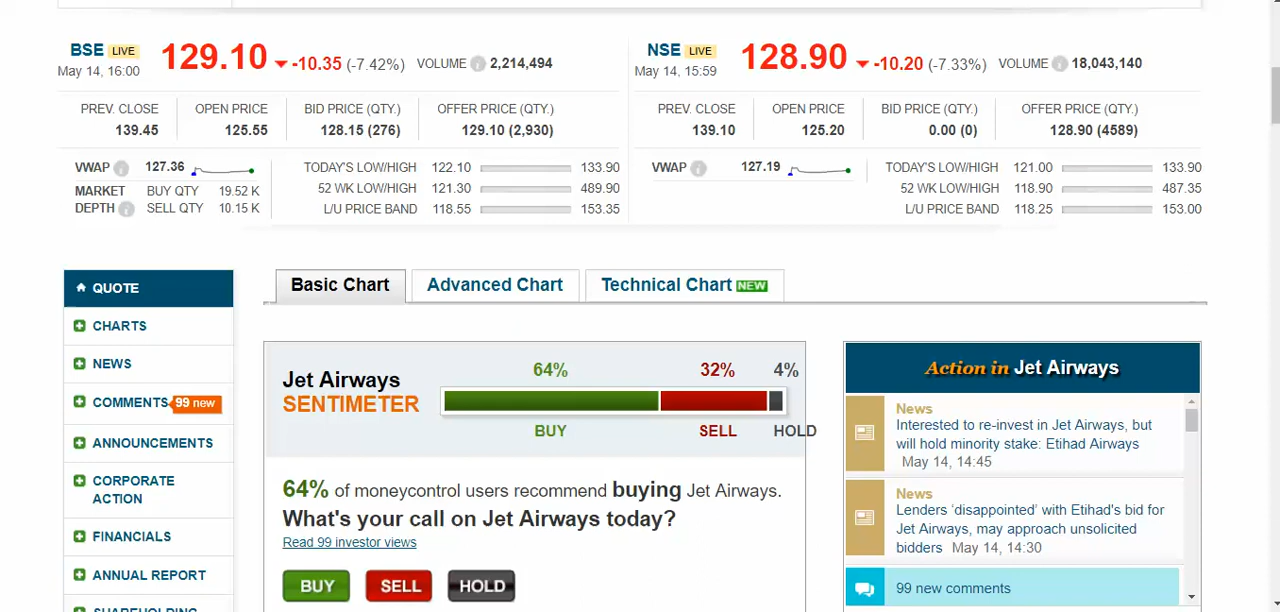 BSE LIVE 129.10 -10.35 (-7.42%) VOLUME 2,214,494
May 14, 16:00
PREV. CLOSE OPEN PRICE BID PRICE (QTY.) OFFER PRICE (QTY.)
139.45 125.55 128.15 (276) 129.10 (2,930)
VWAP 127.36 TODAY'S LOW/HIGH 122.10 133.90
MARKET BUY QTY 19.52 K 52 WK LOW/HIGH 121.30 489.90
DEPTH SELL QTY 10.15 K L/U PRICE BAND 118.55 153.35
NSE LIVE 128.90 -10.20 (-7.33%) VOLUME 18,043,140
May 14, 15:59
PREV. CLOSE OPEN PRICE BID PRICE (QTY.) OFFER PRICE (QTY.)
139.10 125.20 0.00 (0) 128.90 (4589)
VWAP 127.19 TODAY'S LOW/HIGH 121.00 133.90
52 WK LOW/HIGH 118.90 487.35
L/U PRICE BAND 118.25 153.00
QUOTE
CHARTS
NEWS
COMMENTS 99 new
ANNOUNCEMENTS
CORPORATE
ACTION
FINANCIALS
ANNUAL REPORT
SHAREHOLDING
Basic Chart Advanced Chart Technical Chart NEW
64% 32% 4%
Jet Airways
SENTIMETER
BUY SELL HOLD
64% of moneycontrol users recommend buying Jet Airways.
What's your call on Jet Airways today?
Read 99 investor views
BUY SELL HOLD
Action in Jet Airways
News
Interested to re-invest in Jet Airways, but
will hold minority stake: Etihad Airways
May 14, 14:45
News
Lenders 'disappointed' with Etihad's bid for
Jet Airways, may approach unsolicited
bidders May 14, 14:30
99 new comments